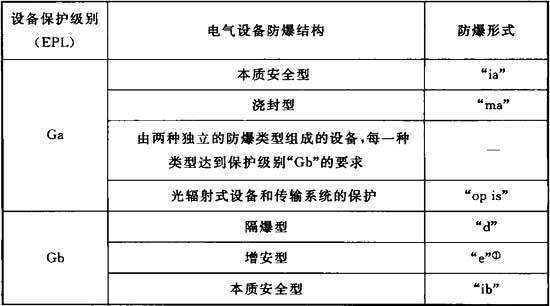 设备保护级别
(EPL)
电气设备防爆结构
防爆形式
Ga
本质安全型
“ia”
浇封型
“ma”
由两种独立的防爆类型组成的设备,每一种
类型达到保护级别“Gb”的要求
—
光辐射式设备和传输系统的保护
“op is”
Gb
隔爆型
“d”
增安型
“e”①
本质安全型
“ib”